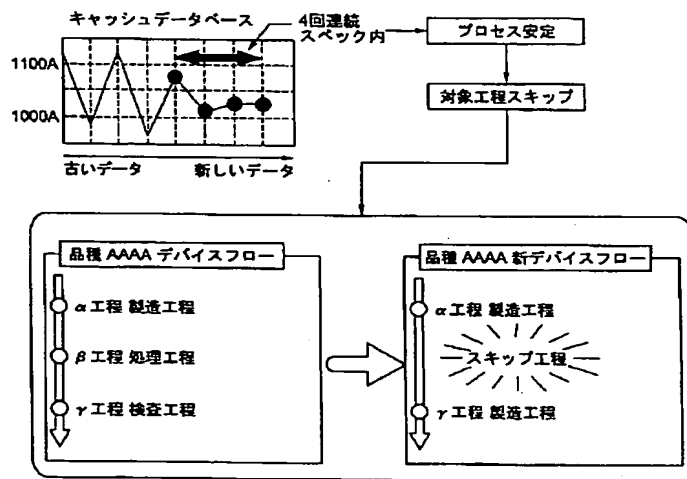 キャッシュデータベース
4回連続
スペック内
プロセス安定
1100A
1000A
対象工程スキップ
古いデータ
新しいデータ
品種 AAAA デバイスフロー
α工程 製造工程
β工程 処理工程
γ工程 検査工程
品種 AAAA 新デバイスフロー
α工程 製造工程
スキップ工程
γ工程 製造工程